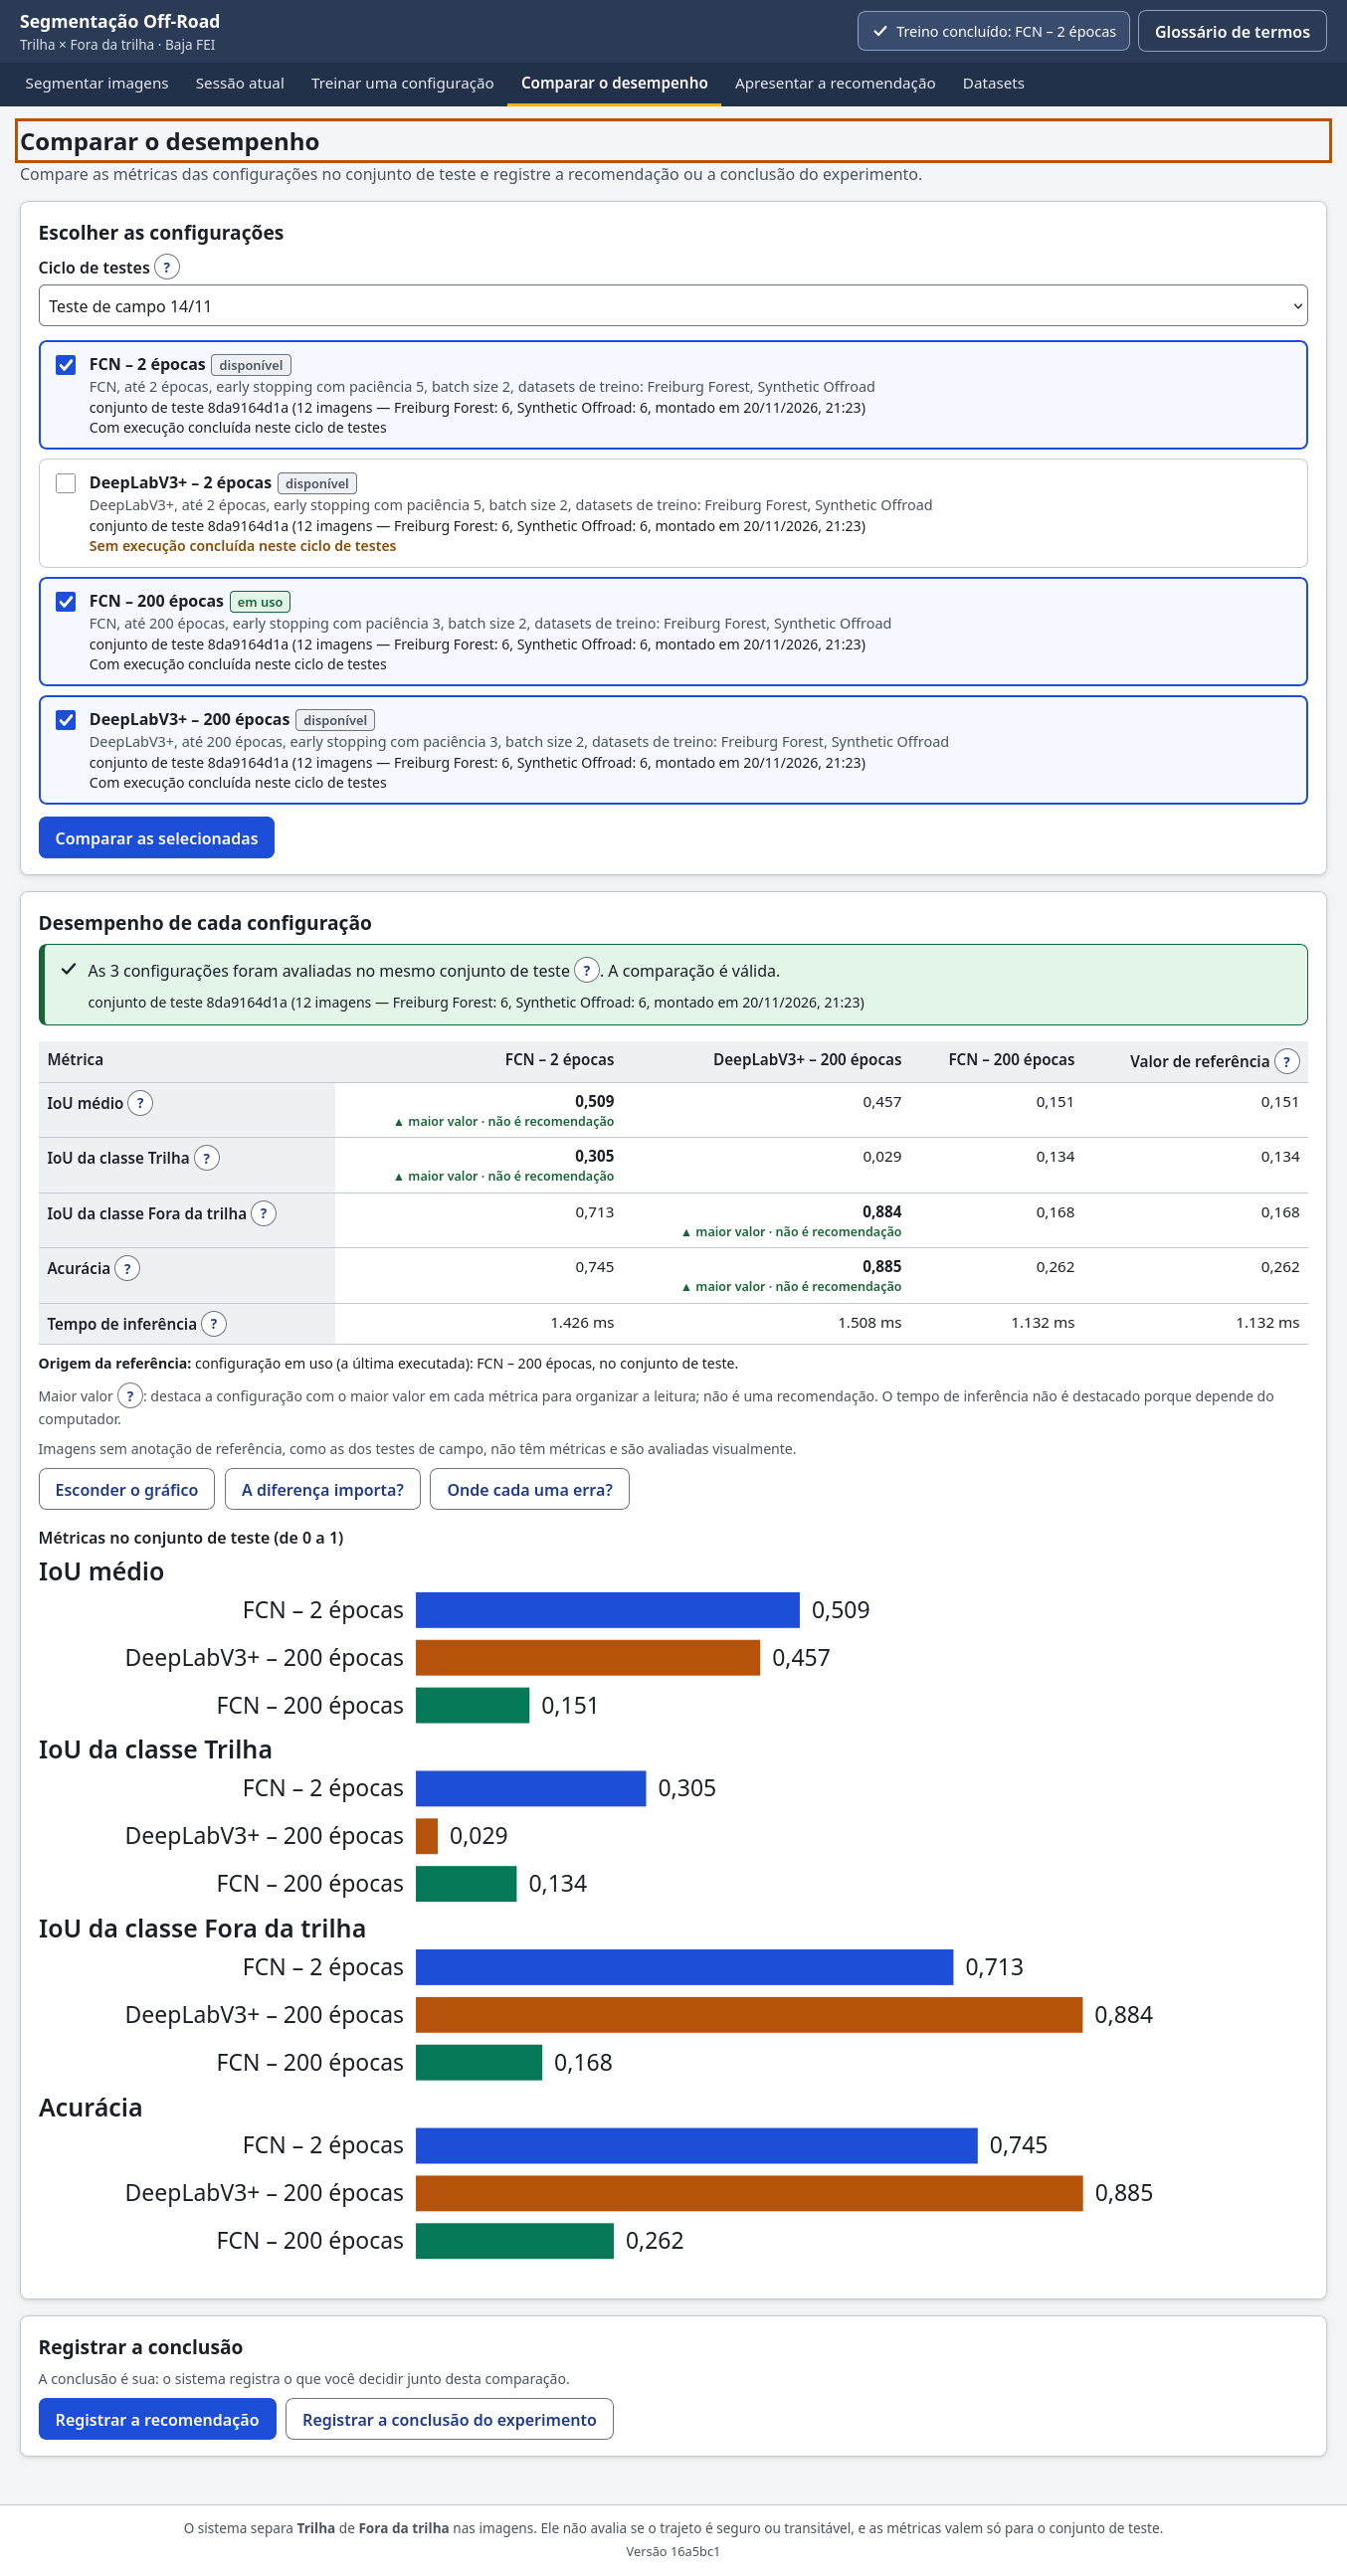 Segmentação Off-Road
Trilha × Fora da trilha · Baja FEI
Treino concluído: FCN – 2 épocas
Glossário de termos
Segmentar imagens
Sessão atual
Treinar uma configuração
Comparar o desempenho
Apresentar a recomendação
Datasets
Comparar o desempenho
Compare as métricas das configurações no conjunto de teste e registre a recomendação ou a conclusão do experimento.
Escolher as configurações
Ciclo de testes ?
Teste de campo 14/11
FCN – 2 épocas disponível
FCN, até 2 épocas, early stopping com paciência 5, batch size 2, datasets de treino: Freiburg Forest, Synthetic Offroad
conjunto de teste 8da9164d1a (12 imagens — Freiburg Forest: 6, Synthetic Offroad: 6, montado em 20/11/2026, 21:23)
Com execução concluída neste ciclo de testes
DeepLabV3+ – 2 épocas disponível
DeepLabV3+, até 2 épocas, early stopping com paciência 5, batch size 2, datasets de treino: Freiburg Forest, Synthetic Offroad
conjunto de teste 8da9164d1a (12 imagens — Freiburg Forest: 6, Synthetic Offroad: 6, montado em 20/11/2026, 21:23)
Sem execução concluída neste ciclo de testes
FCN – 200 épocas em uso
FCN, até 200 épocas, early stopping com paciência 3, batch size 2, datasets de treino: Freiburg Forest, Synthetic Offroad
conjunto de teste 8da9164d1a (12 imagens — Freiburg Forest: 6, Synthetic Offroad: 6, montado em 20/11/2026, 21:23)
Com execução concluída neste ciclo de testes
DeepLabV3+ – 200 épocas disponível
DeepLabV3+, até 200 épocas, early stopping com paciência 3, batch size 2, datasets de treino: Freiburg Forest, Synthetic Offroad
conjunto de teste 8da9164d1a (12 imagens — Freiburg Forest: 6, Synthetic Offroad: 6, montado em 20/11/2026, 21:23)
Com execução concluída neste ciclo de testes
Comparar as selecionadas
Desempenho de cada configuração
As 3 configurações foram avaliadas no mesmo conjunto de teste ?. A comparação é válida.
conjunto de teste 8da9164d1a (12 imagens — Freiburg Forest: 6, Synthetic Offroad: 6, montado em 20/11/2026, 21:23)
Métrica FCN – 2 épocas DeepLabV3+ – 200 épocas FCN – 200 épocas Valor de referência ?
IoU médio ? 0,509 0,457 0,151 0,151
▲ maior valor · não é recomendação
IoU da classe Trilha ? 0,305 0,029 0,134 0,134
▲ maior valor · não é recomendação
IoU da classe Fora da trilha ? 0,713 0,884 0,168 0,168
▲ maior valor · não é recomendação
Acurácia ? 0,745 0,885 0,262 0,262
▲ maior valor · não é recomendação
Tempo de inferência ? 1.426 ms 1.508 ms 1.132 ms 1.132 ms
Origem da referência: configuração em uso (a última executada): FCN – 200 épocas, no conjunto de teste.
Maior valor ?: destaca a configuração com o maior valor em cada métrica para organizar a leitura; não é uma recomendação. O tempo de inferência não é destacado porque depende do
computador.
Imagens sem anotação de referência, como as dos testes de campo, não têm métricas e são avaliadas visualmente.
Esconder o gráfico
A diferença importa?
Onde cada uma erra?
Métricas no conjunto de teste (de 0 a 1)
IoU médio
FCN – 2 épocas 0,509
DeepLabV3+ – 200 épocas 0,457
FCN – 200 épocas 0,151
IoU da classe Trilha
FCN – 2 épocas 0,305
DeepLabV3+ – 200 épocas 0,029
FCN – 200 épocas 0,134
IoU da classe Fora da trilha
FCN – 2 épocas 0,713
DeepLabV3+ – 200 épocas 0,884
FCN – 200 épocas 0,168
Acurácia
FCN – 2 épocas 0,745
DeepLabV3+ – 200 épocas 0,885
FCN – 200 épocas 0,262
Registrar a conclusão
A conclusão é sua: o sistema registra o que você decidir junto desta comparação.
Registrar a recomendação
Registrar a conclusão do experimento
O sistema separa Trilha de Fora da trilha nas imagens. Ele não avalia se o trajeto é seguro ou transitável, e as métricas valem só para o conjunto de teste.
Versão 16a5bc1